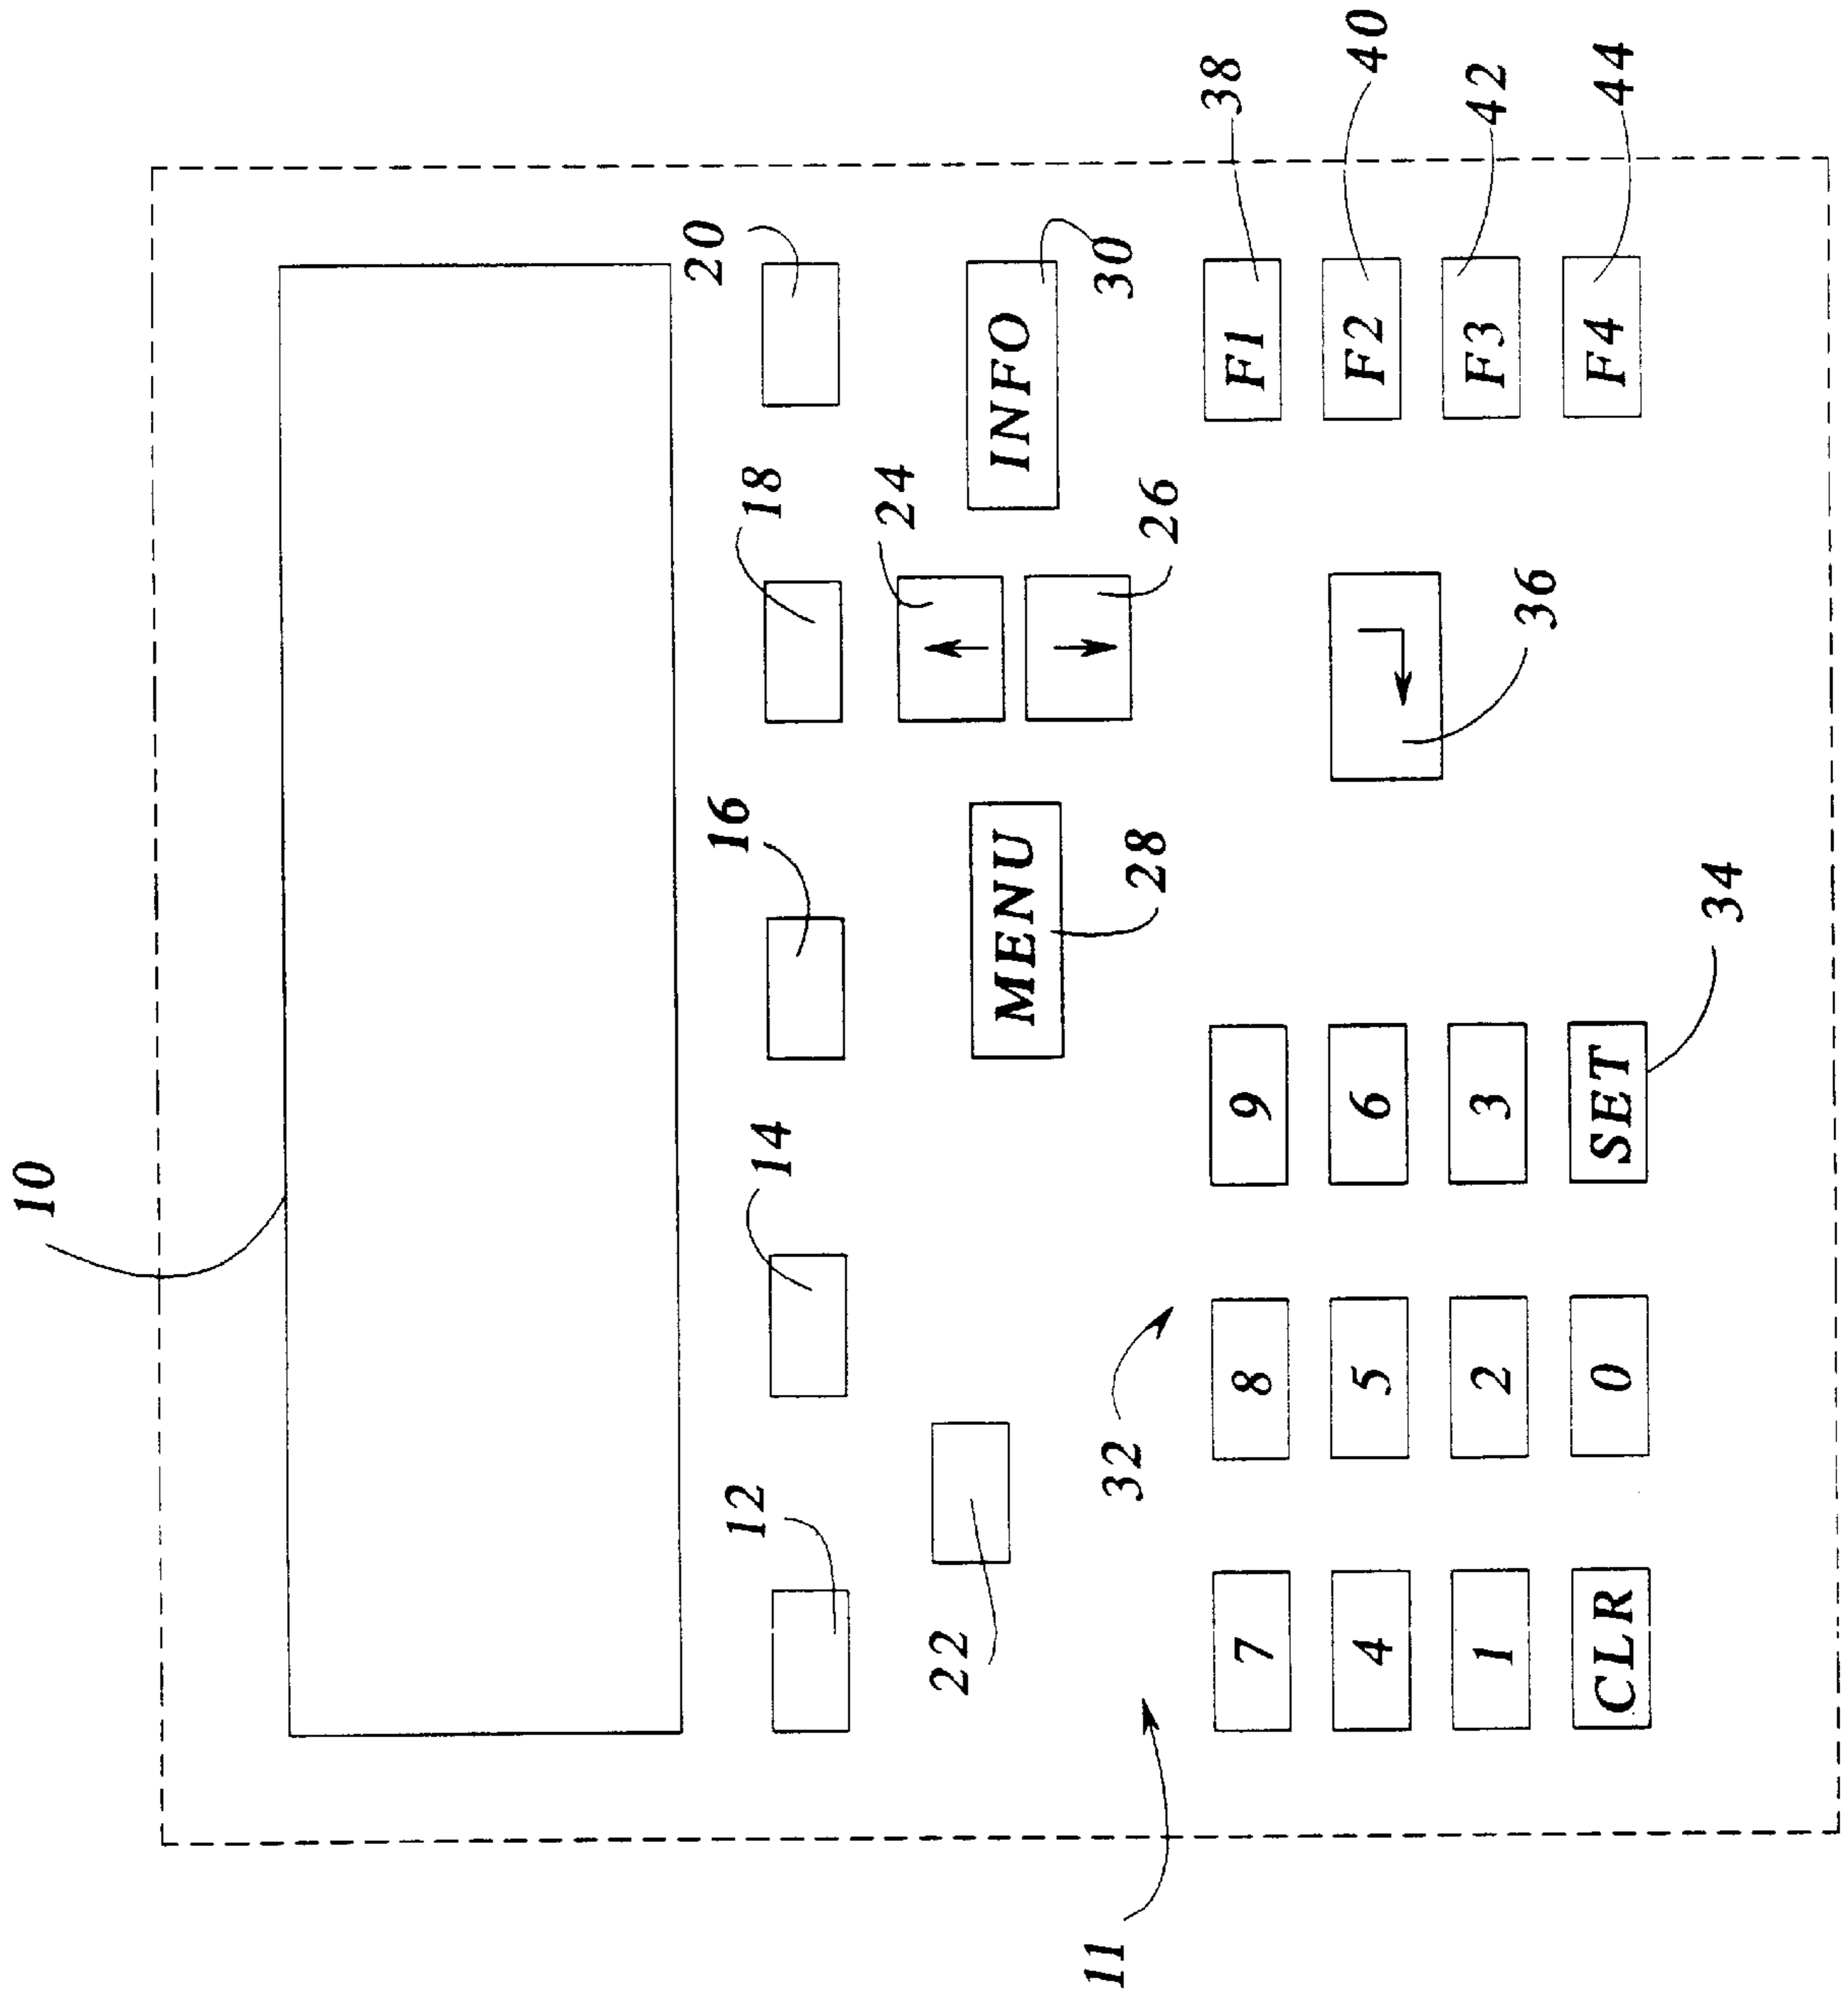 10
12 14 16 18 20
24
22 MENU INFO
11 32 28 26 30
7 8 9 F1 38
4 5 6 F2 40
1 2 3 F3 42
36
CLR 0 SET F4 44
34